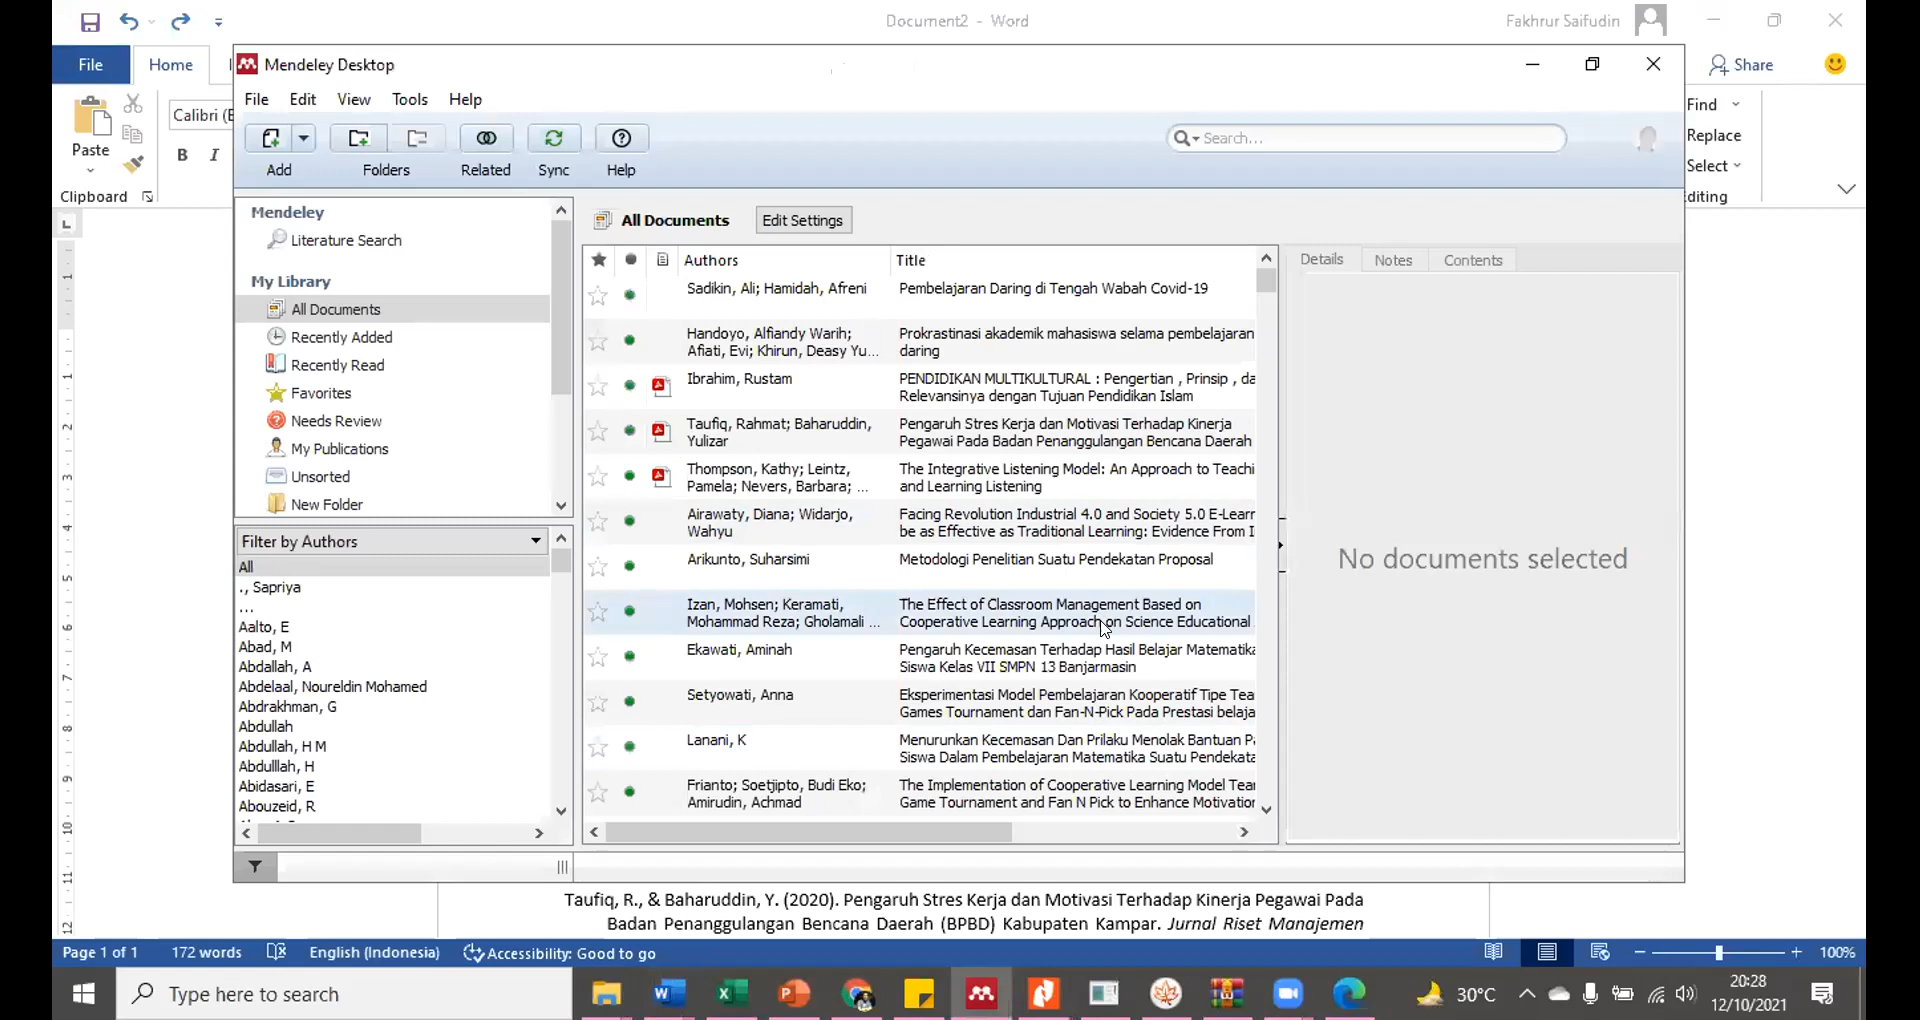 Document2 - Word
Fakhrur Saifudin
File
Home
Share
Mendeley Desktop
File Edit View Tools Help
Add
Folders
Related
Sync
Help
Search...
Paste
Clipboard
Calibri (
B I
Find
Replace
Select
diting
Mendeley
Literature Search
My Library
All Documents
Recently Added
Recently Read
Favorites
Needs Review
My Publications
Unsorted
New Folder
Filter by Authors
All
., Sapriya
...
Aalto, E
Abad, M
Abdallah, A
Abdelaal, Noureldin Mohamed
Abdrakhman, G
Abdullah
Abdullah, H M
Abdulllah, H
Abidasari, E
Abouzeid, R
All Documents
Edit Settings
Authors Title
Sadikin, Ali; Hamidah, Afreni
Pembelajaran Daring di Tengah Wabah Covid-19
Handoyo, Alfiandy Warih;
Afiati, Evi; Khirun, Deasy Yu...
Prokrastinasi akademik mahasiswa selama pembelajaran
daring
Ibrahim, Rustam
PENDIDIKAN MULTIKULTURAL : Pengertian , Prinsip , da
Relevansinya dengan Tujuan Pendidikan Islam
Taufiq, Rahmat; Baharuddin,
Yulizar
Pengaruh Stres Kerja dan Motivasi Terhadap Kinerja
Pegawai Pada Badan Penanggulangan Bencana Daerah
Thompson, Kathy; Leintz,
Pamela; Nevers, Barbara; ...
The Integrative Listening Model: An Approach to Teachi
and Learning Listening
Airawaty, Diana; Widarjo,
Wahyu
Facing Revolution Industrial 4.0 and Society 5.0 E-Learr
be as Effective as Traditional Learning: Evidence From I
Arikunto, Suharsimi
Metodologi Penelitian Suatu Pendekatan Proposal
Izan, Mohsen; Keramati,
Mohammad Reza; Gholamali ...
The Effect of Classroom Management Based on
Cooperative Learning Approach on Science Educational
Ekawati, Aminah
Pengaruh Kecemasan Terhadap Hasil Belajar Matematika
Siswa Kelas VII SMPN 13 Banjarmasin
Setyowati, Anna
Eksperimentasi Model Pembelajaran Kooperatif Tipe Tea
Games Tournament dan Fan-N-Pick Pada Prestasi belaja
Lanani, K
Menurunkan Kecemasan Dan Prilaku Menolak Bantuan P
Siswa Dalam Pembelajaran Matematika Suatu Pendekata
Frianto; Soetjipto, Budi Eko;
Amirudin, Achmad
The Implementation of Cooperative Learning Model Tea
Game Tournament and Fan N Pick to Enhance Motivation
Details Notes Contents
No documents selected
1
1
2
3
4
5
6
7
8
9
10
11
12
Taufiq, R., & Baharuddin, Y. (2020). Pengaruh Stres Kerja dan Motivasi Terhadap Kinerja Pegawai Pada
Badan Penanggulangan Bencana Daerah (BPBD) Kabupaten Kampar. Jurnal Riset Manajemen
Page 1 of 1 172 words English (Indonesia) Accessibility: Good to go 100%
Type here to search
30°C
20:28
12/10/2021